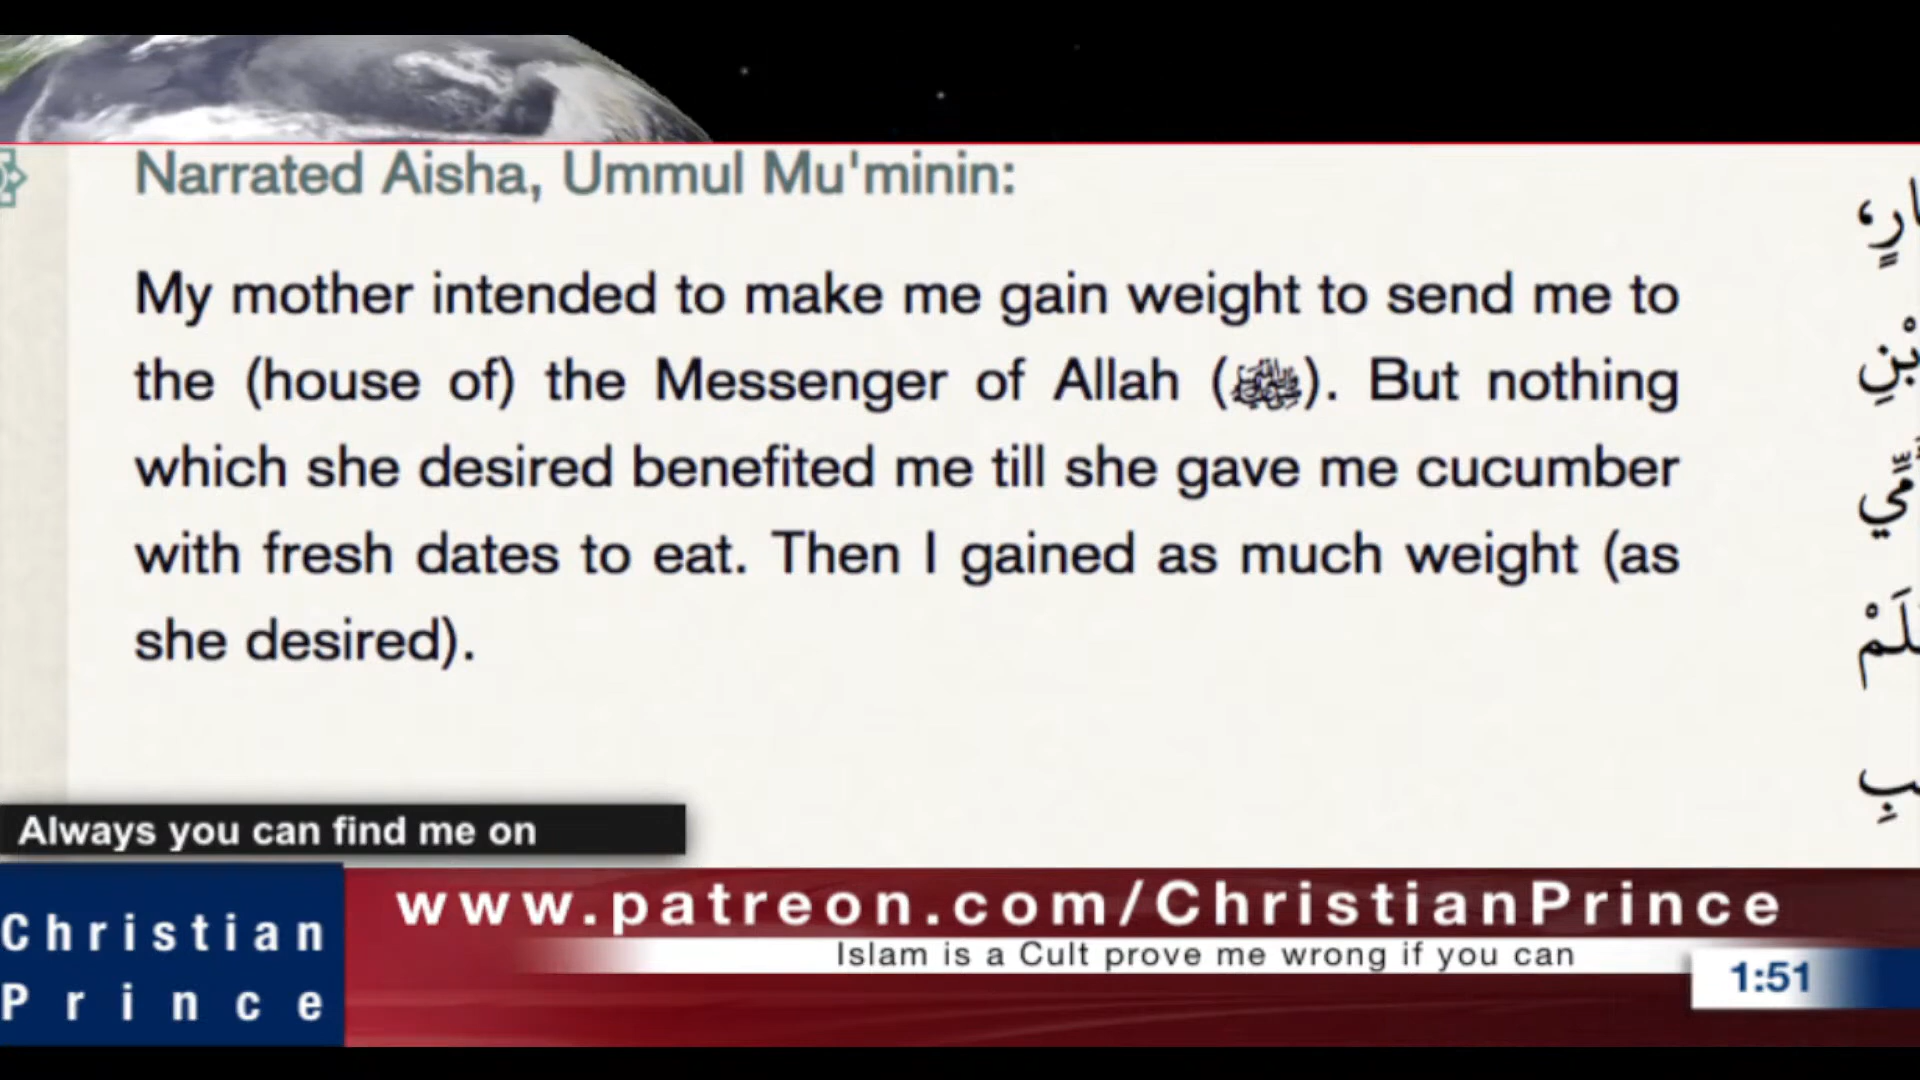 Narrated Aisha, Ummul Mu'minin:
My mother intended to make me gain weight to send me to
the (house of) the Messenger of Allah (ﷺ). But nothing
which she desired benefited me till she gave me cucumber
with fresh dates to eat. Then I gained as much weight (as
she desired).
Always you can find me on
Christian
Prince
www.patreon.com/ChristianPrince
Islam is a Cult prove me wrong if you can
1:51